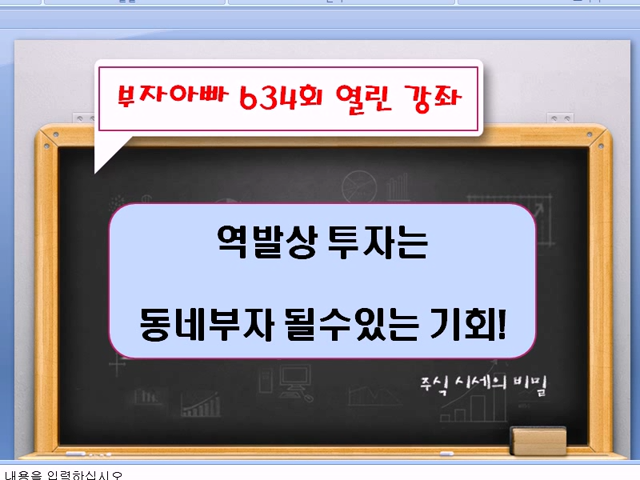 부자아빠 634회 열린 강좌
역발상 투자는
동네부자 될수있는 기회!
주식 시세의 비밀
내용을 입력하십시오